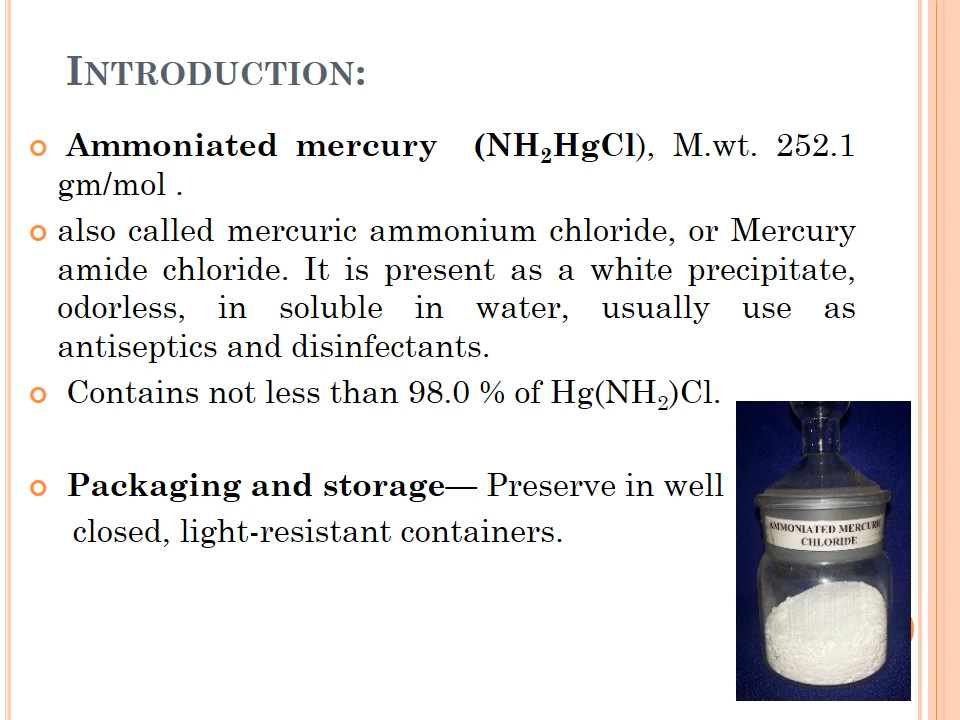 INTRODUCTION:
Ammoniated mercury (NH₂HgCl), M.wt. 252.1
gm/mol .
also called mercuric ammonium chloride, or Mercury
amide chloride. It is present as a white precipitate,
odorless, in soluble in water, usually use as
antiseptics and disinfectants.
Contains not less than 98.0 % of Hg(NH₂)Cl.
Packaging and storage— Preserve in well
closed, light-resistant containers.
AMMONIATED MERCURIC
CHLORIDE